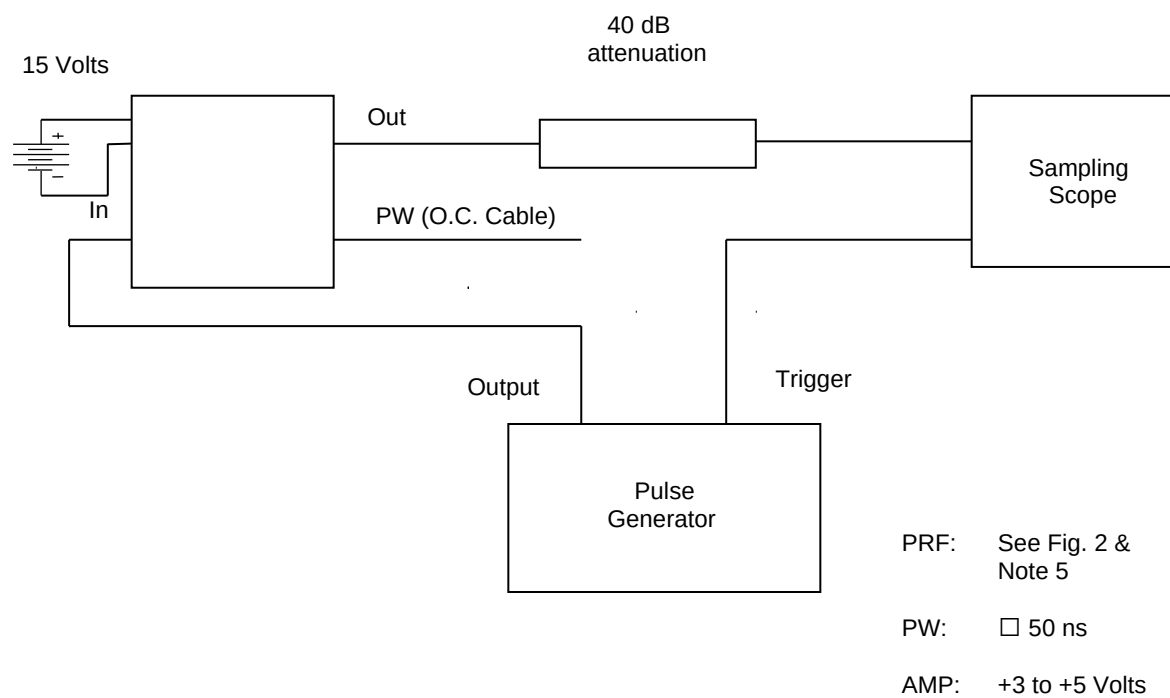 40 dB
attenuation
15 Volts
Out
+
Sampling
Scope
−
In
PW (O.C. Cable)
Output
Trigger
Pulse
Generator
PRF: See Fig. 2 &
Note 5
PW: □ 50 ns
AMP: +3 to +5 Volts